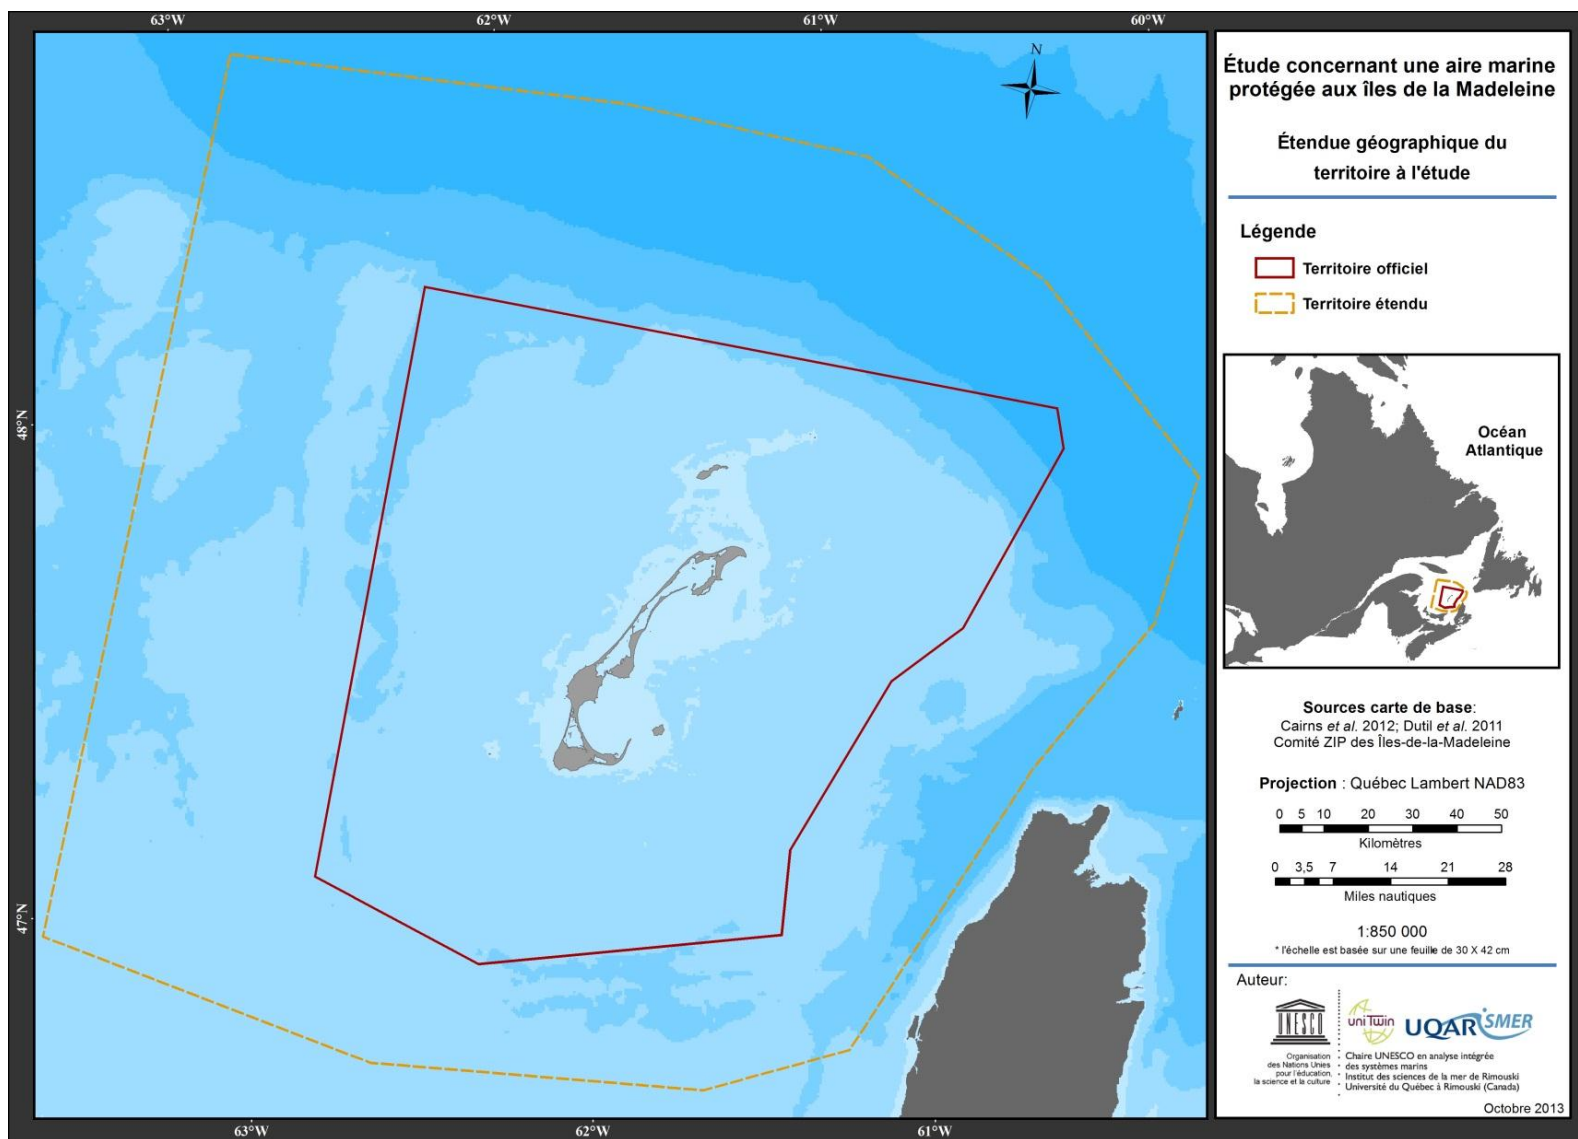 63°W
62°W
61°W
60°W
N
48°N
47°N
63°W
62°W
61°W
Étude concernant une aire marine
protégée aux îles de la Madeleine
Étendue géographique du
territoire à l'étude
Légende
Territoire officiel
Territoire étendu
Océan
Atlantique
Sources carte de base:
Cairns et al. 2012; Dutil et al. 2011
Comité ZIP des Îles-de-la-Madeleine
Projection : Québec Lambert NAD83
0 5 10 20 30 40 50
Kilomètres
0 3,5 7 14 21 28
Miles nautiques
1:850 000
* l'échelle est basée sur une feuille de 30 X 42 cm
Auteur:
UNESCO
uniTwin
UQAR SMER
Organisation
des Nations Unies
pour l'éducation,
la science et la culture
Chaire UNESCO en analyse intégrée
des systèmes marins
Institut des sciences de la mer de Rimouski
Université du Québec à Rimouski (Canada)
Octobre 2013